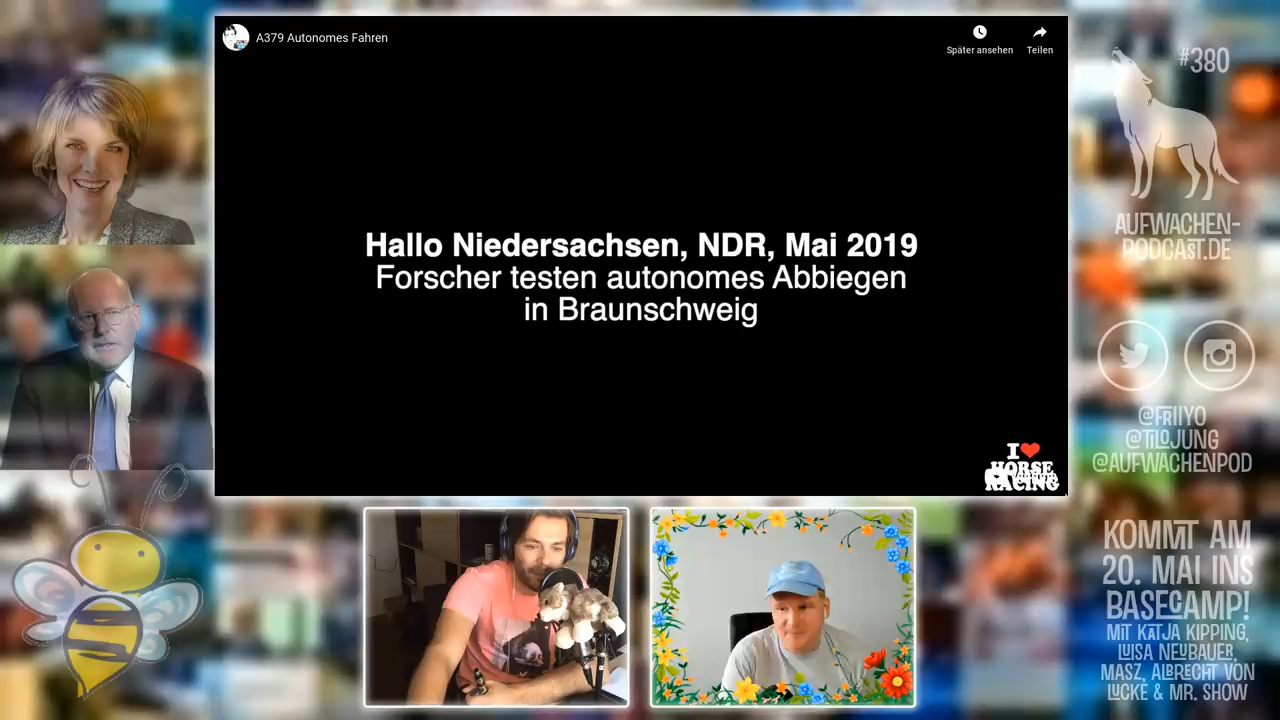 A379 Autonomes Fahren
Später ansehen
Teilen
Hallo Niedersachsen, NDR, Mai 2019
Forscher testen autonomes Abbiegen
in Braunschweig
I
HORSE
RACING
#380
AUFWACHEN-
PODCAST.DE
@FRIIYO
@TILOJUNG
@AUFWACHENPOD
KOMMT AM
20. MAI INS
BASECAMP!
MIT KATJA KIPPING,
LUISA NEUBAUER,
MASZ, ALBRECHT VON
LUCKE & MR. SHOW